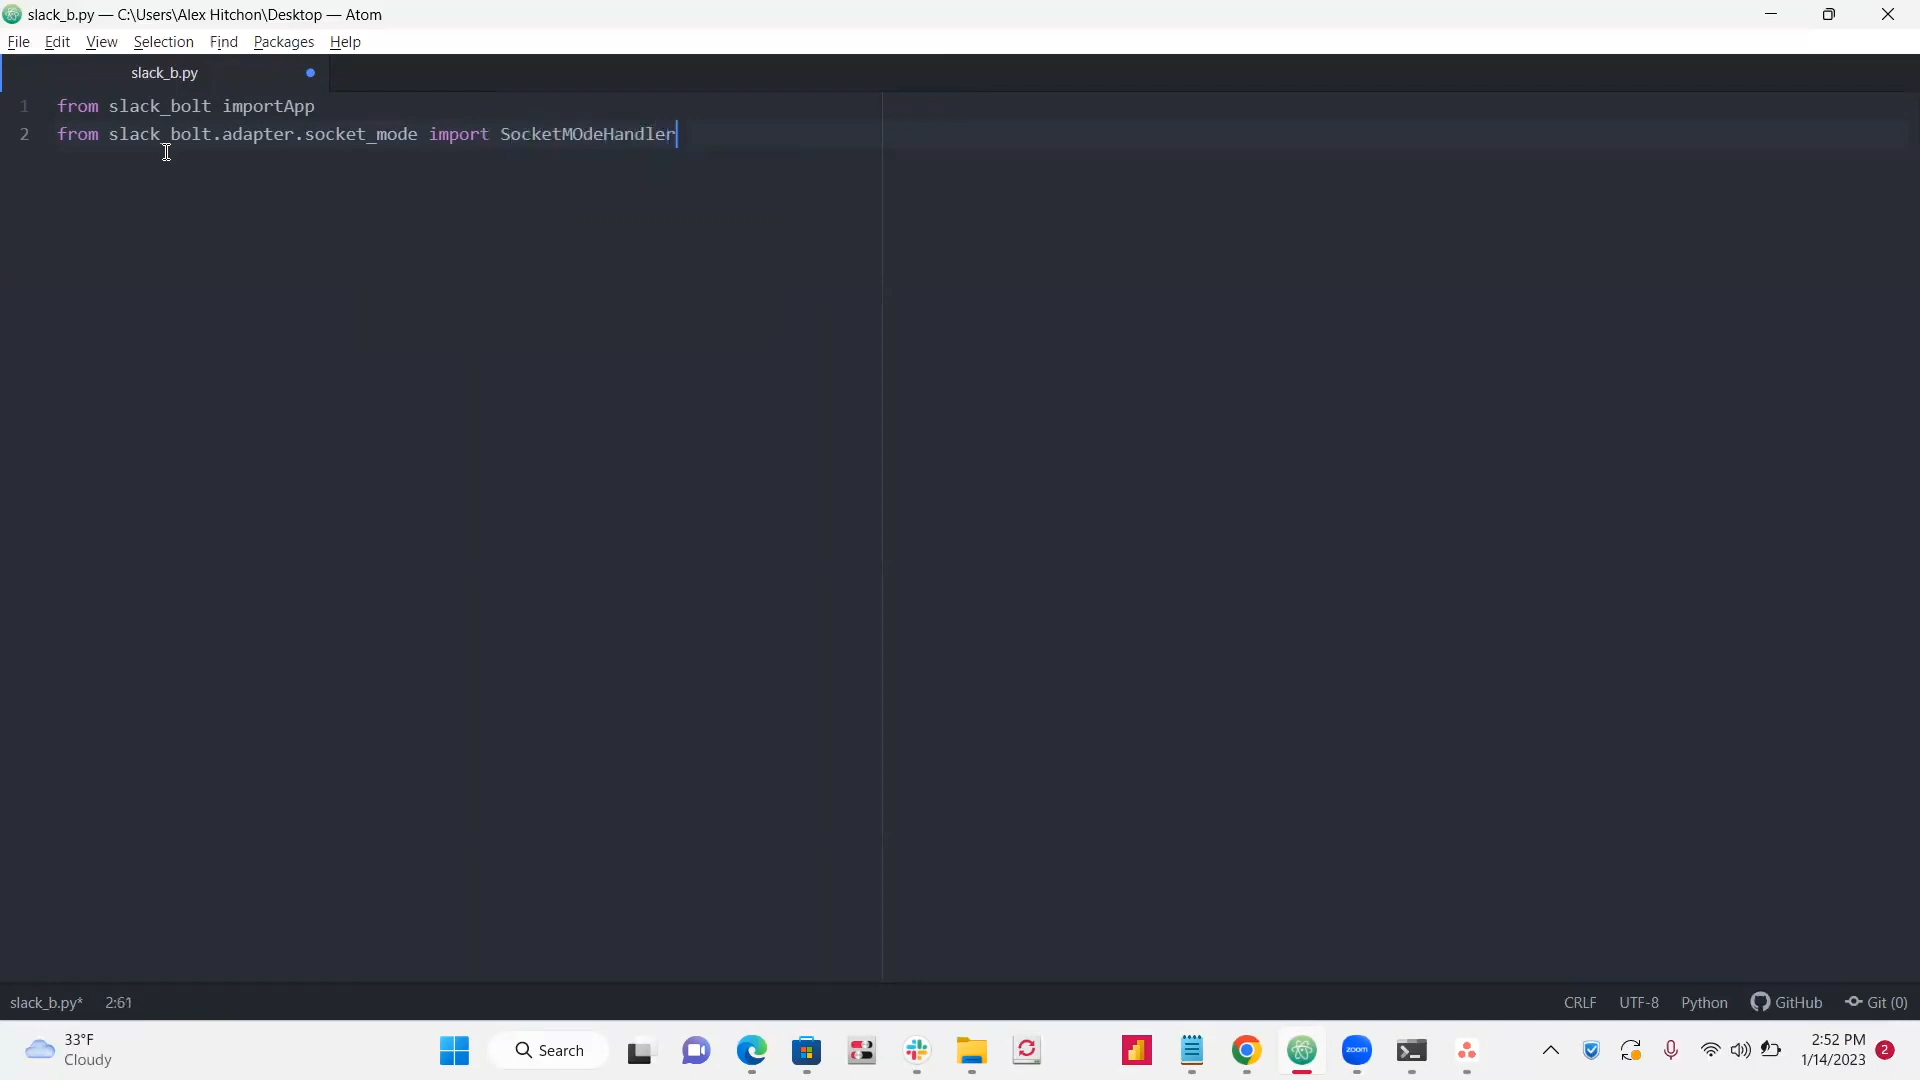 slack_b.py — C:\Users\Alex Hitchon\Desktop — Atom
File Edit View Selection Find Packages Help
slack_b.py
1 from slack_bolt importApp
2 from slack_bolt.adapter.socket_mode import SocketMOdeHandler
slack_b.py* 2:61 CRLF UTF-8 Python GitHub Git (0)
33°F
Cloudy
Search
zoom
2:52 PM
1/14/2023
2